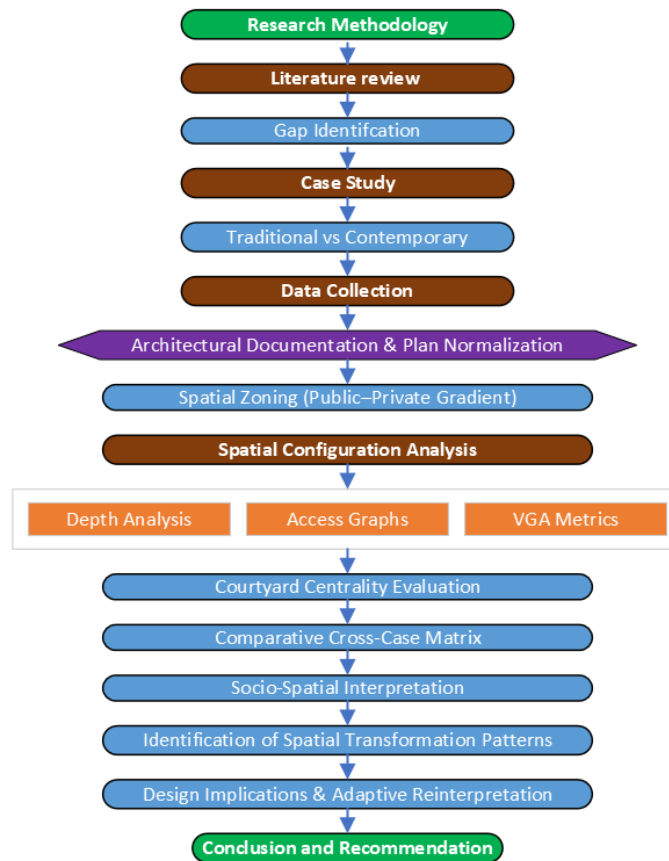 Research Methodology
Literature review
Gap Identifcation
Case Study
Traditional vs Contemporary
Data Collection
Architectural Documentation & Plan Normalization
Spatial Zoning (Public–Private Gradient)
Spatial Configuration Analysis
Depth Analysis
Access Graphs
VGA Metrics
Courtyard Centrality Evaluation
Comparative Cross-Case Matrix
Socio-Spatial Interpretation
Identification of Spatial Transformation Patterns
Design Implications & Adaptive Reinterpretation
Conclusion and Recommendation